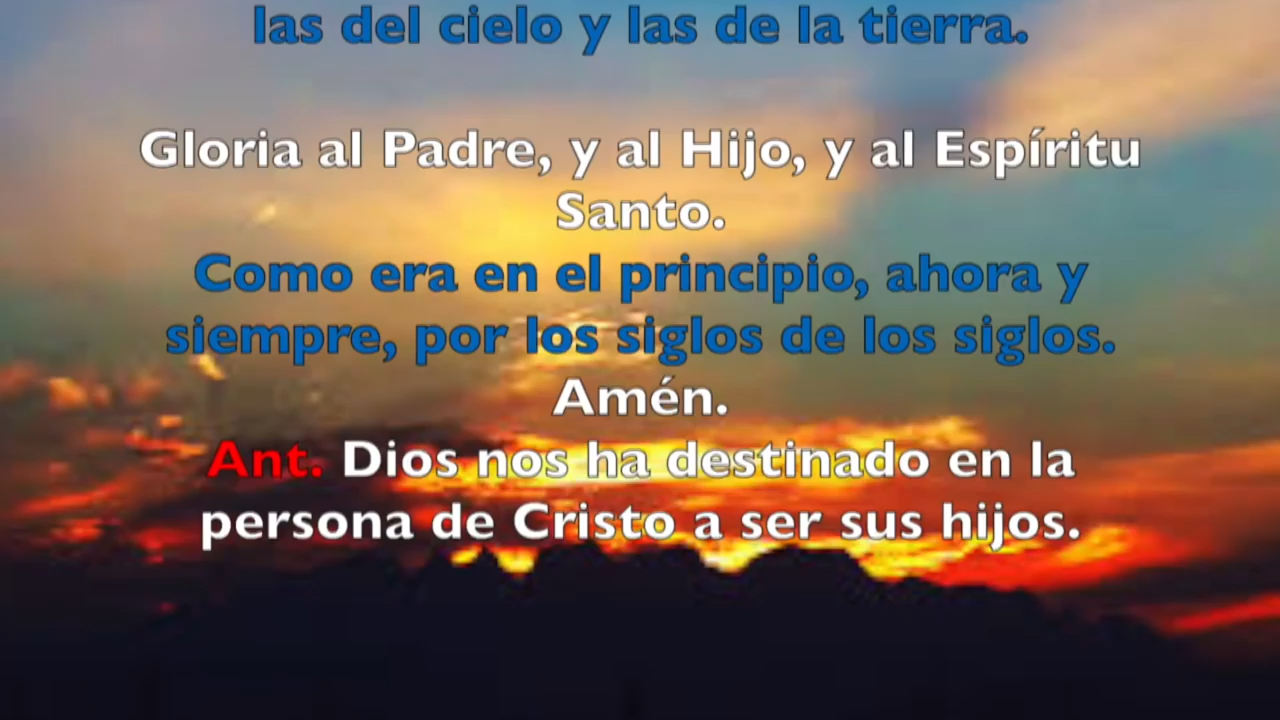 las del cielo y las de la tierra.
Gloria al Padre, y al Hijo, y al Espíritu
Santo.
Como era en el principio, ahora y
siempre, por los siglos de los siglos.
Amén.
Ant. Dios nos ha destinado en la
persona de Cristo a ser sus hijos.